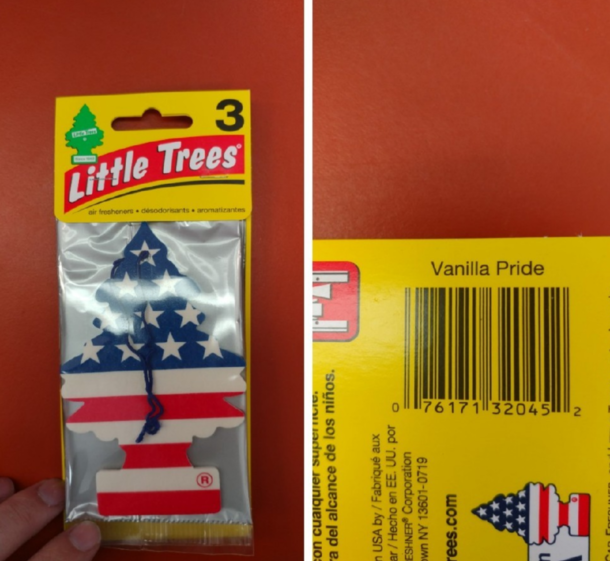 3
Little Trees®
air fresheners • désodorisants • aromatizantes
®
Vanilla Pride
0 76171 32045 2
con cualquier superficie.
ra del alcance de los niños.
n USA by / Fabriqué aux
ar / Hecho en EE. UU. por
ESHNER® Corporation
own NY 13601-0719
rees.com